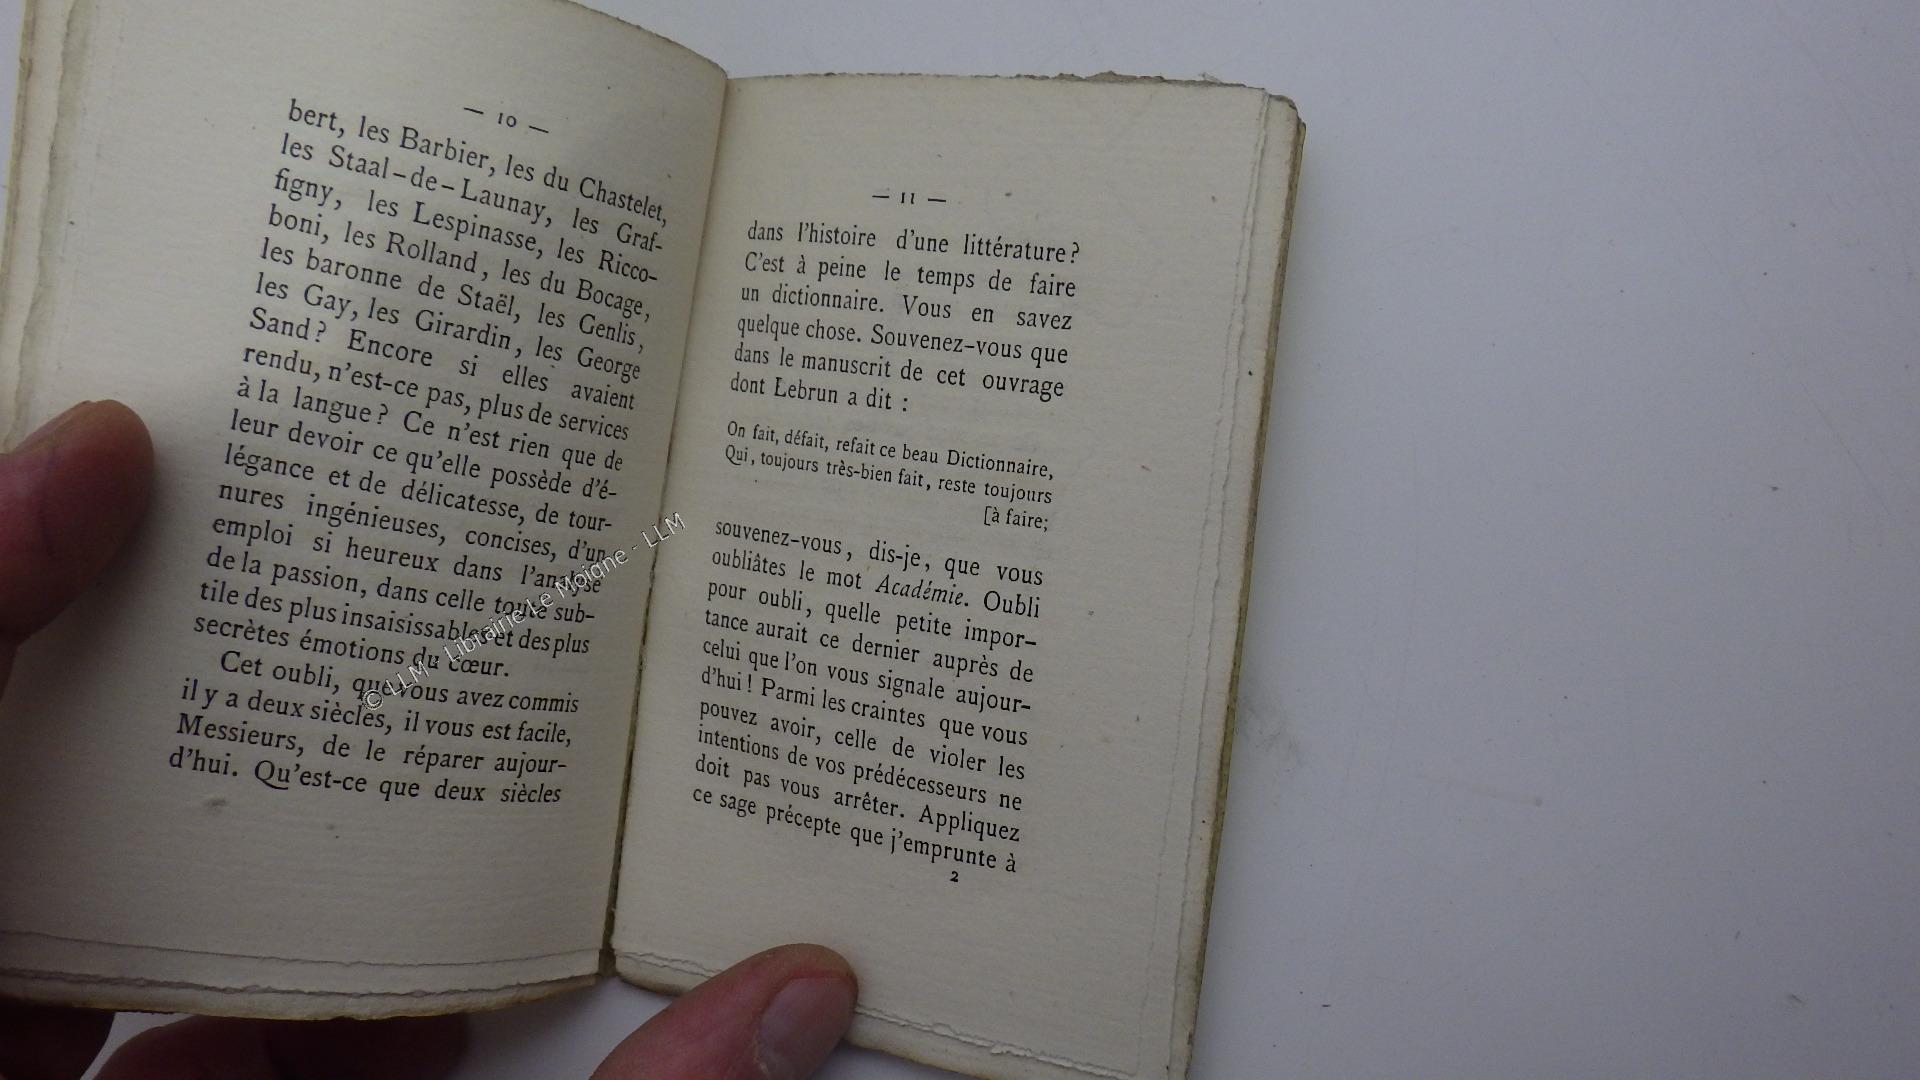 — 10 —
bert, les Barbier, les du Chastelet,
les Staal-de-Launay, les Graf-
figny, les Lespinasse, les Ricco-
boni, les Rolland, les du Bocage,
les baronne de Staël, les Genlis,
les Gay, les Girardin, les George
Sand? Encore si elles avaient
rendu, n'est-ce pas, plus de services
à la langue? Ce n'est rien que de
leur devoir ce qu'elle possède d'é-
légance et de délicatesse, de tour-
nures ingénieuses, concises, d'un
emploi si heureux dans l'analyse
de la passion, dans celle toute sub-
tile des plus insaisissables et des plus
secrètes émotions du cœur.
Cet oubli, que vous avez commis
il y a deux siècles, il vous est facile,
Messieurs, de le réparer aujour-
d'hui. Qu'est-ce que deux siècles
— 11 —
dans l'histoire d'une littérature?
C'est à peine le temps de faire
un dictionnaire. Vous en savez
quelque chose. Souvenez-vous que
dans le manuscrit de cet ouvrage
dont Lebrun a dit :
On fait, défait, refait ce beau Dictionnaire,
Qui, toujours très-bien fait, reste toujours
[à faire;
souvenez-vous, dis-je, que vous
oubliâtes le mot Académie. Oubli
pour oubli, quelle petite impor-
tance aurait ce dernier auprès de
celui que l'on vous signale aujour-
d'hui! Parmi les craintes que vous
pouvez avoir, celle de violer les
intentions de vos prédécesseurs ne
doit pas vous arrêter. Appliquez
ce sage précepte que j'emprunte à
2
© LLM - Librairie Le Moigne - LLM